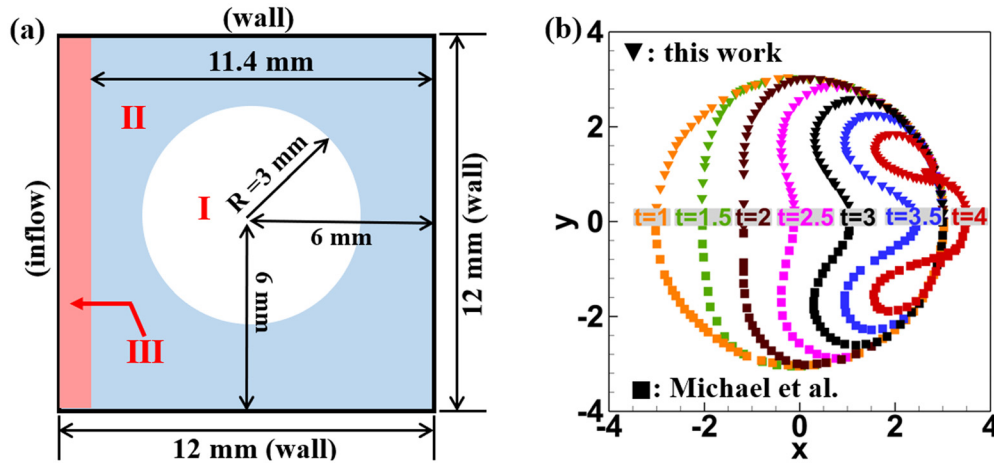 (a)
(wall)
11.4 mm
II
I
R =3 mm
6 mm
6 mm
(inflow)
III
12 mm (wall)
12 mm (wall)
(b)
▼: this work
4
2
0
-2
-4
y
t=1 t=1.5 t=2 t=2.5 t=3 t=3.5 t=4
■: Michael et al.
-4 -2 0 2 4
x